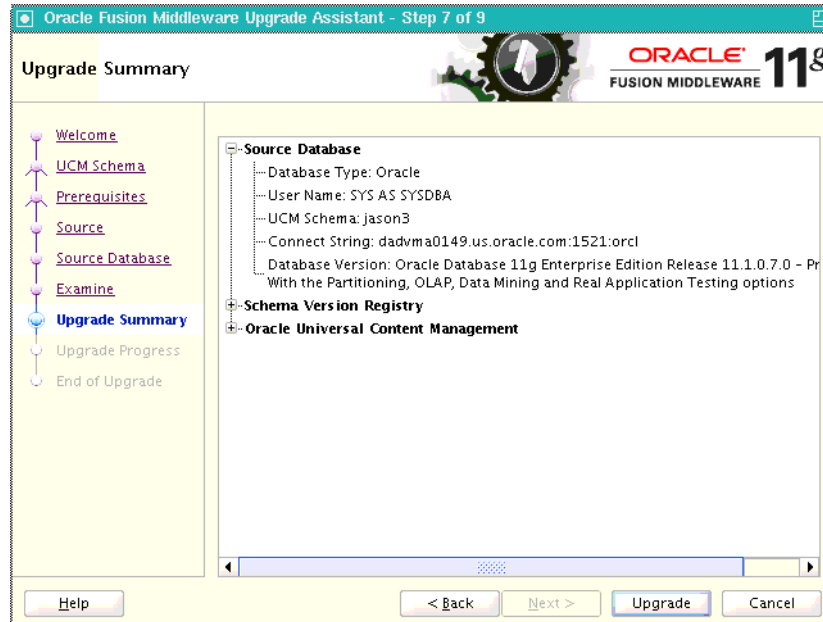 Oracle Fusion Middleware Upgrade Assistant - Step 7 of 9
Upgrade Summary
ORACLE
FUSION MIDDLEWARE
11g
Welcome
UCM Schema
Prerequisites
Source
Source Database
Examine
Upgrade Summary
Upgrade Progress
End of Upgrade
Source Database
Database Type: Oracle
User Name: SYS AS SYSDBA
UCM Schema: jason3
Connect String: dadvma0149.us.oracle.com:1521:orcl
Database Version: Oracle Database 11g Enterprise Edition Release 11.1.0.7.0 - Pr
With the Partitioning, OLAP, Data Mining and Real Application Testing options
Schema Version Registry
Oracle Universal Content Management
Help
< Back
Next >
Upgrade
Cancel